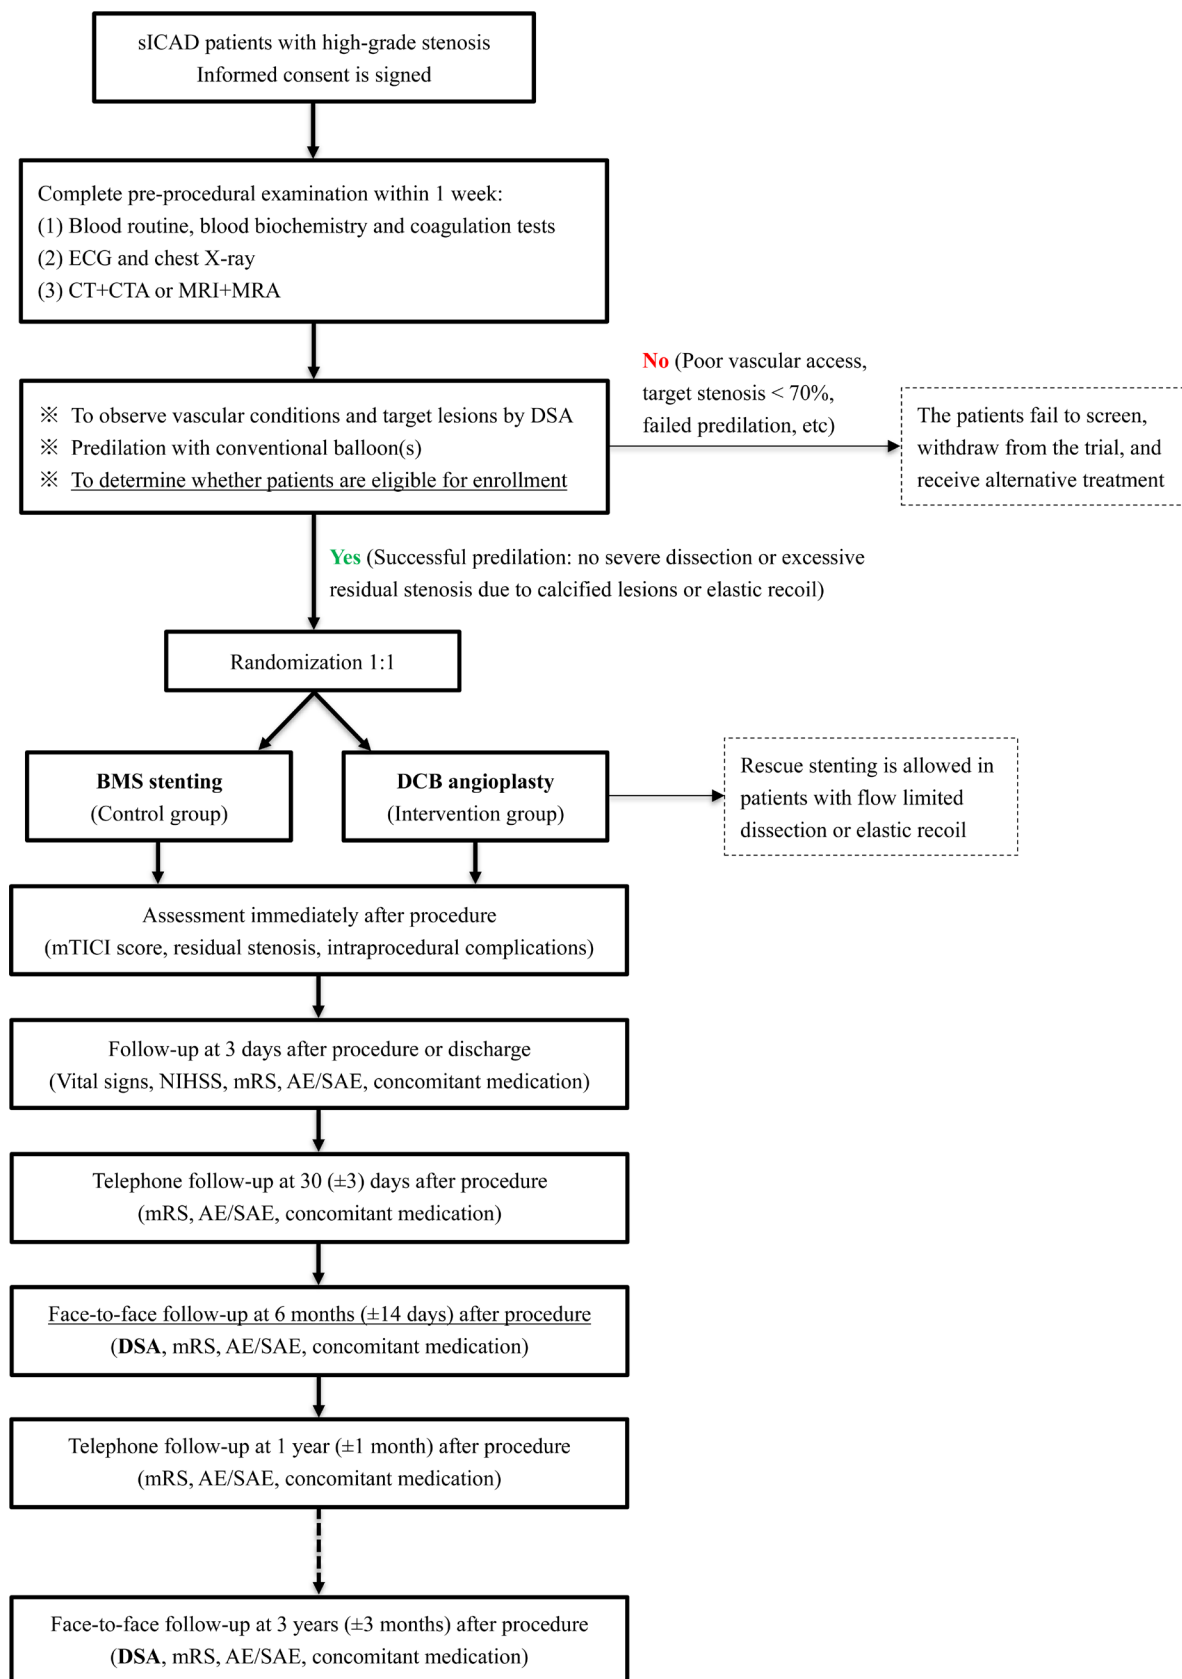 sICAD patients with high-grade stenosis
Informed consent is signed
Complete pre-procedural examination within 1 week:
(1) Blood routine, blood biochemistry and coagulation tests
(2) ECG and chest X-ray
(3) CT+CTA or MRI+MRA
※ To observe vascular conditions and target lesions by DSA
※ Predilation with conventional balloon(s)
※ To determine whether patients are eligible for enrollment
No (Poor vascular access,
target stenosis < 70%,
failed predilation, etc)
The patients fail to screen,
withdraw from the trial, and
receive alternative treatment
Yes (Successful predilation: no severe dissection or excessive
residual stenosis due to calcified lesions or elastic recoil)
Randomization 1:1
BMS stenting
(Control group)
DCB angioplasty
(Intervention group)
Rescue stenting is allowed in
patients with flow limited
dissection or elastic recoil
Assessment immediately after procedure
(mTICI score, residual stenosis, intraprocedural complications)
Follow-up at 3 days after procedure or discharge
(Vital signs, NIHSS, mRS, AE/SAE, concomitant medication)
Telephone follow-up at 30 (±3) days after procedure
(mRS, AE/SAE, concomitant medication)
Face-to-face follow-up at 6 months (±14 days) after procedure
(DSA, mRS, AE/SAE, concomitant medication)
Telephone follow-up at 1 year (±1 month) after procedure
(mRS, AE/SAE, concomitant medication)
Face-to-face follow-up at 3 years (±3 months) after procedure
(DSA, mRS, AE/SAE, concomitant medication)